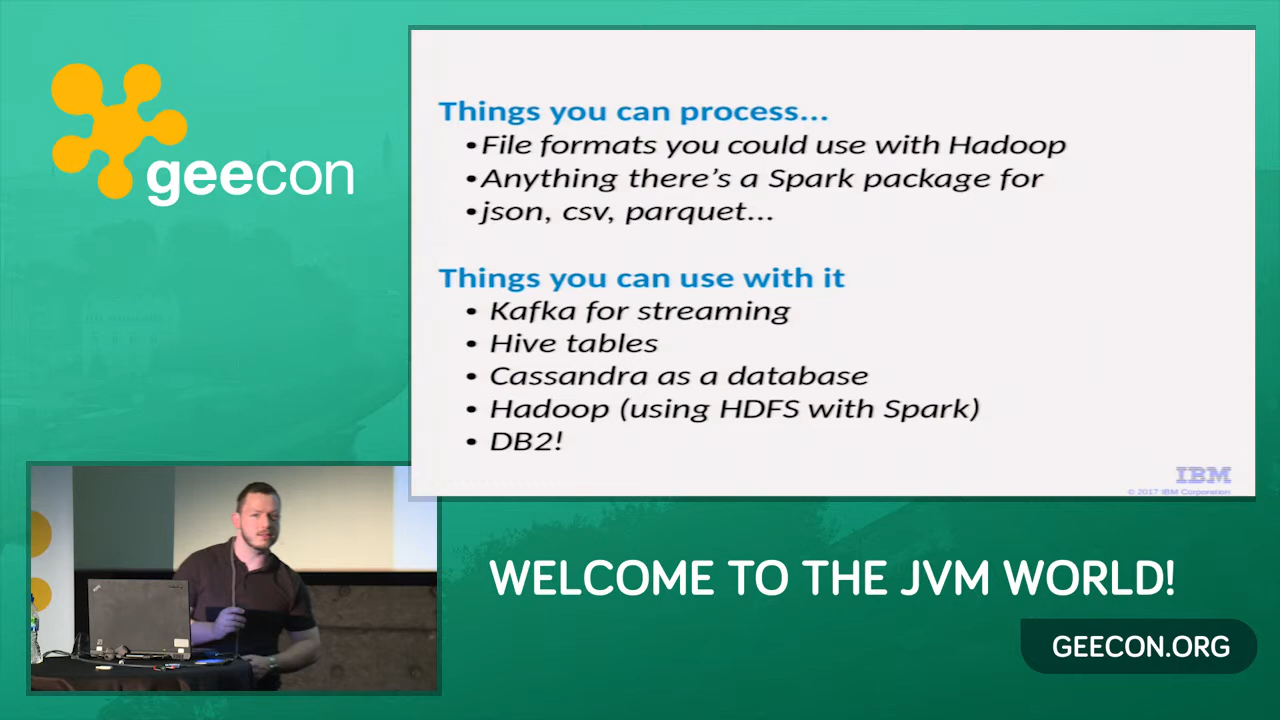 geecon
Things you can process...
•File formats you could use with Hadoop
•Anything there's a Spark package for
•json, csv, parquet...
Things you can use with it
• Kafka for streaming
• Hive tables
• Cassandra as a database
• Hadoop (using HDFS with Spark)
• DB2!
IBM
© 2017 IBM Corporation
WELCOME TO THE JVM WORLD!
GEECON.ORG